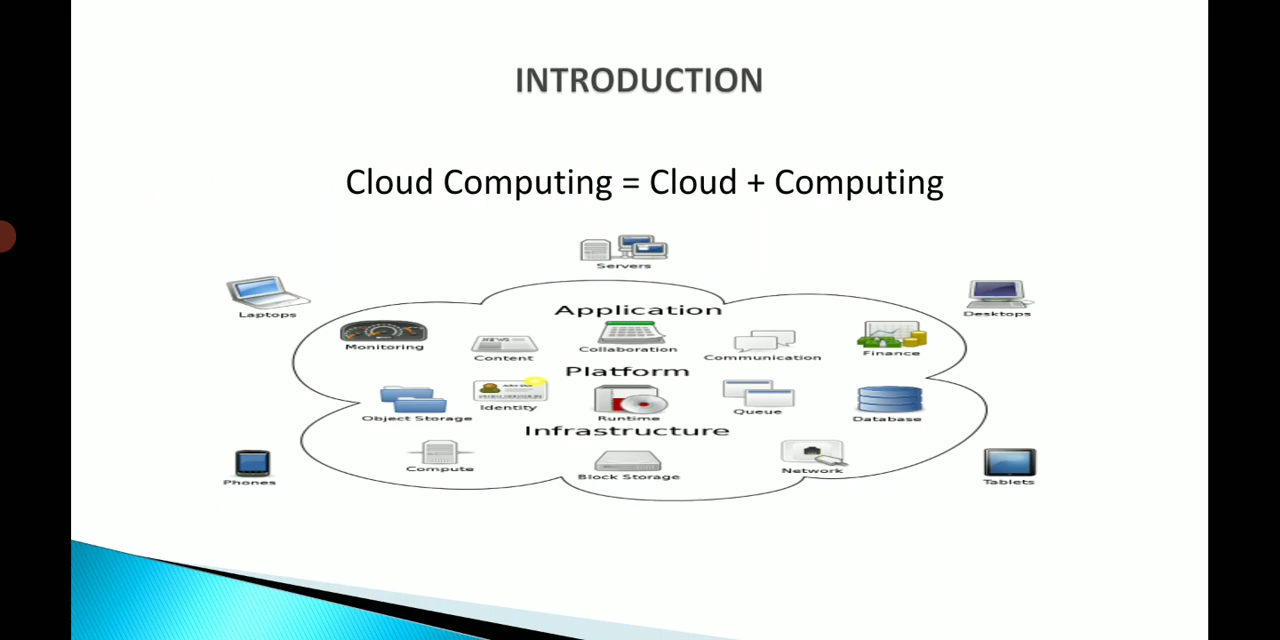 INTRODUCTION
Cloud Computing = Cloud + Computing
Servers
Laptops
Desktops
Application
Monitoring
Content
Collaboration
Communication
Finance
Platform
Object Storage
Identity
Runtime
Queue
Database
Infrastructure
Compute
Block Storage
Network
Phones
Tablets